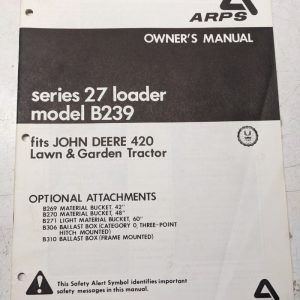 ARPS
OWNER'S MANUAL
series 27 loader
model B239
fits JOHN DEERE 420
Lawn & Garden Tractor
OPTIONAL ATTACHMENTS
B269 MATERIAL BUCKET, 42"
B270 MATERIAL BUCKET, 48"
B271 LIGHT MATERIAL BUCKET, 60"
B306 BALLAST BOX (CATEGORY 0, THREE-POINT
HITCH MOUNTED)
B310 BALLAST BOX (FRAME MOUNTED)
This Safety Alert Symbol identifies important
safety messages in this manual.
ARPS